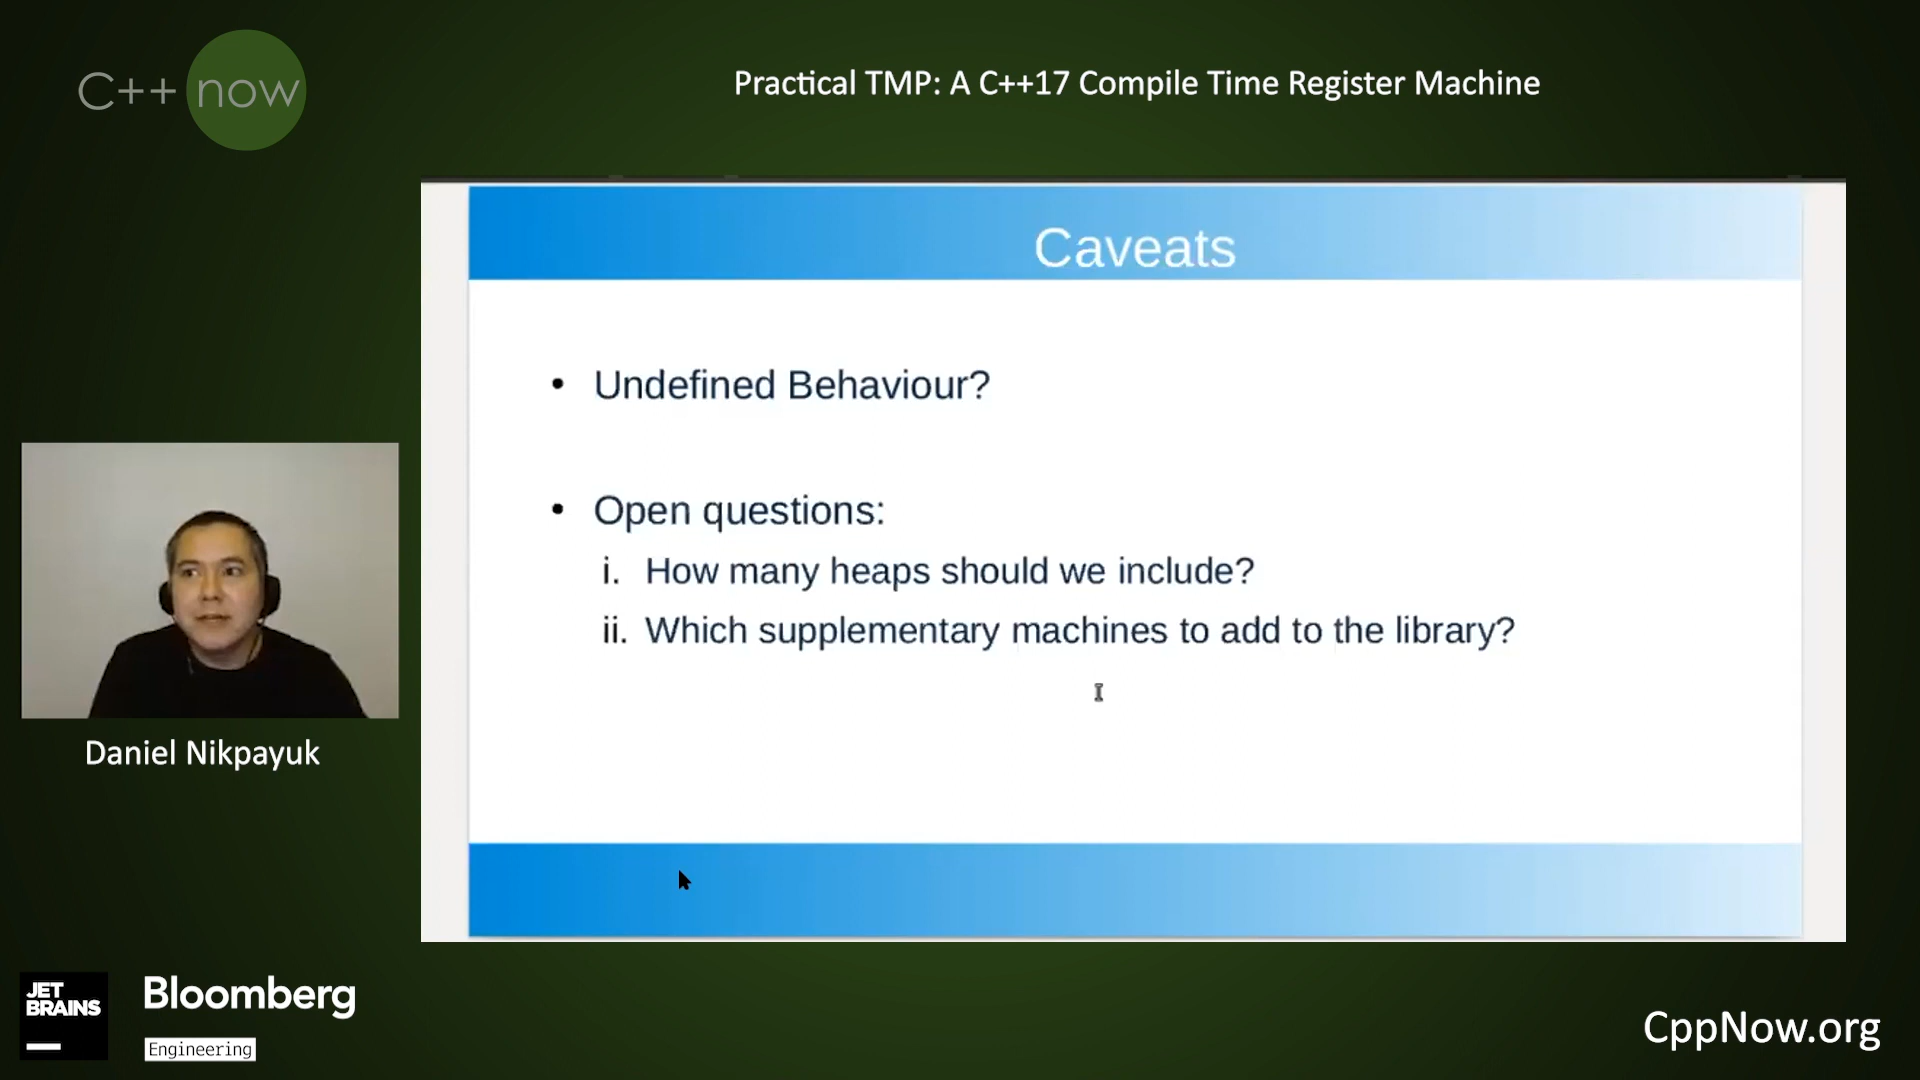 C++ now
Practical TMP: A C++17 Compile Time Register Machine
Caveats
• Undefined Behaviour?
• Open questions:
i. How many heaps should we include?
ii. Which supplementary machines to add to the library?
Daniel Nikpayuk
JET
BRAINS
Bloomberg
Engineering
CppNow.org